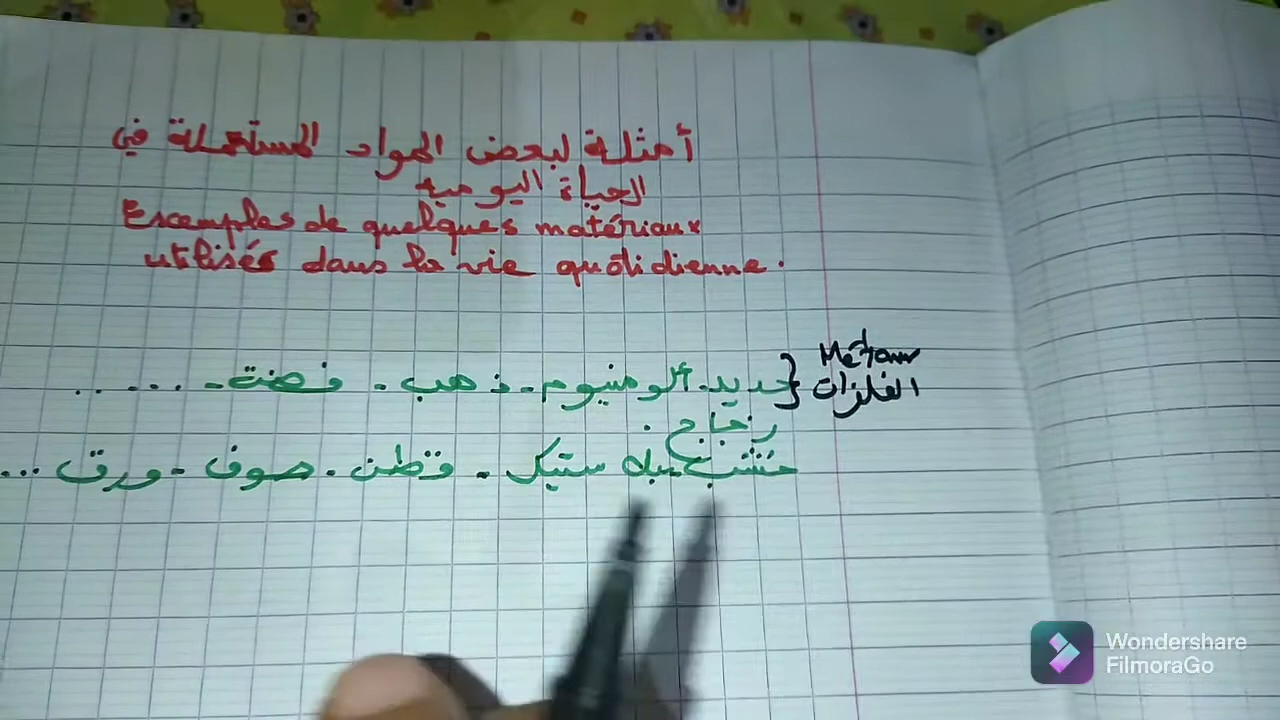 أمثلة لبعض المواد المستعملة في
الحياة اليومية
Exemples de quelques matériaux
utilisés dans la vie quotidienne.
Métaux
حديد - ألومنيوم - ذهب - فضة - .....
الفلزات
زجاج -
خشب - بلاستيك - قطن - صوف - ورق ...
Wondershare
FilmoraGo